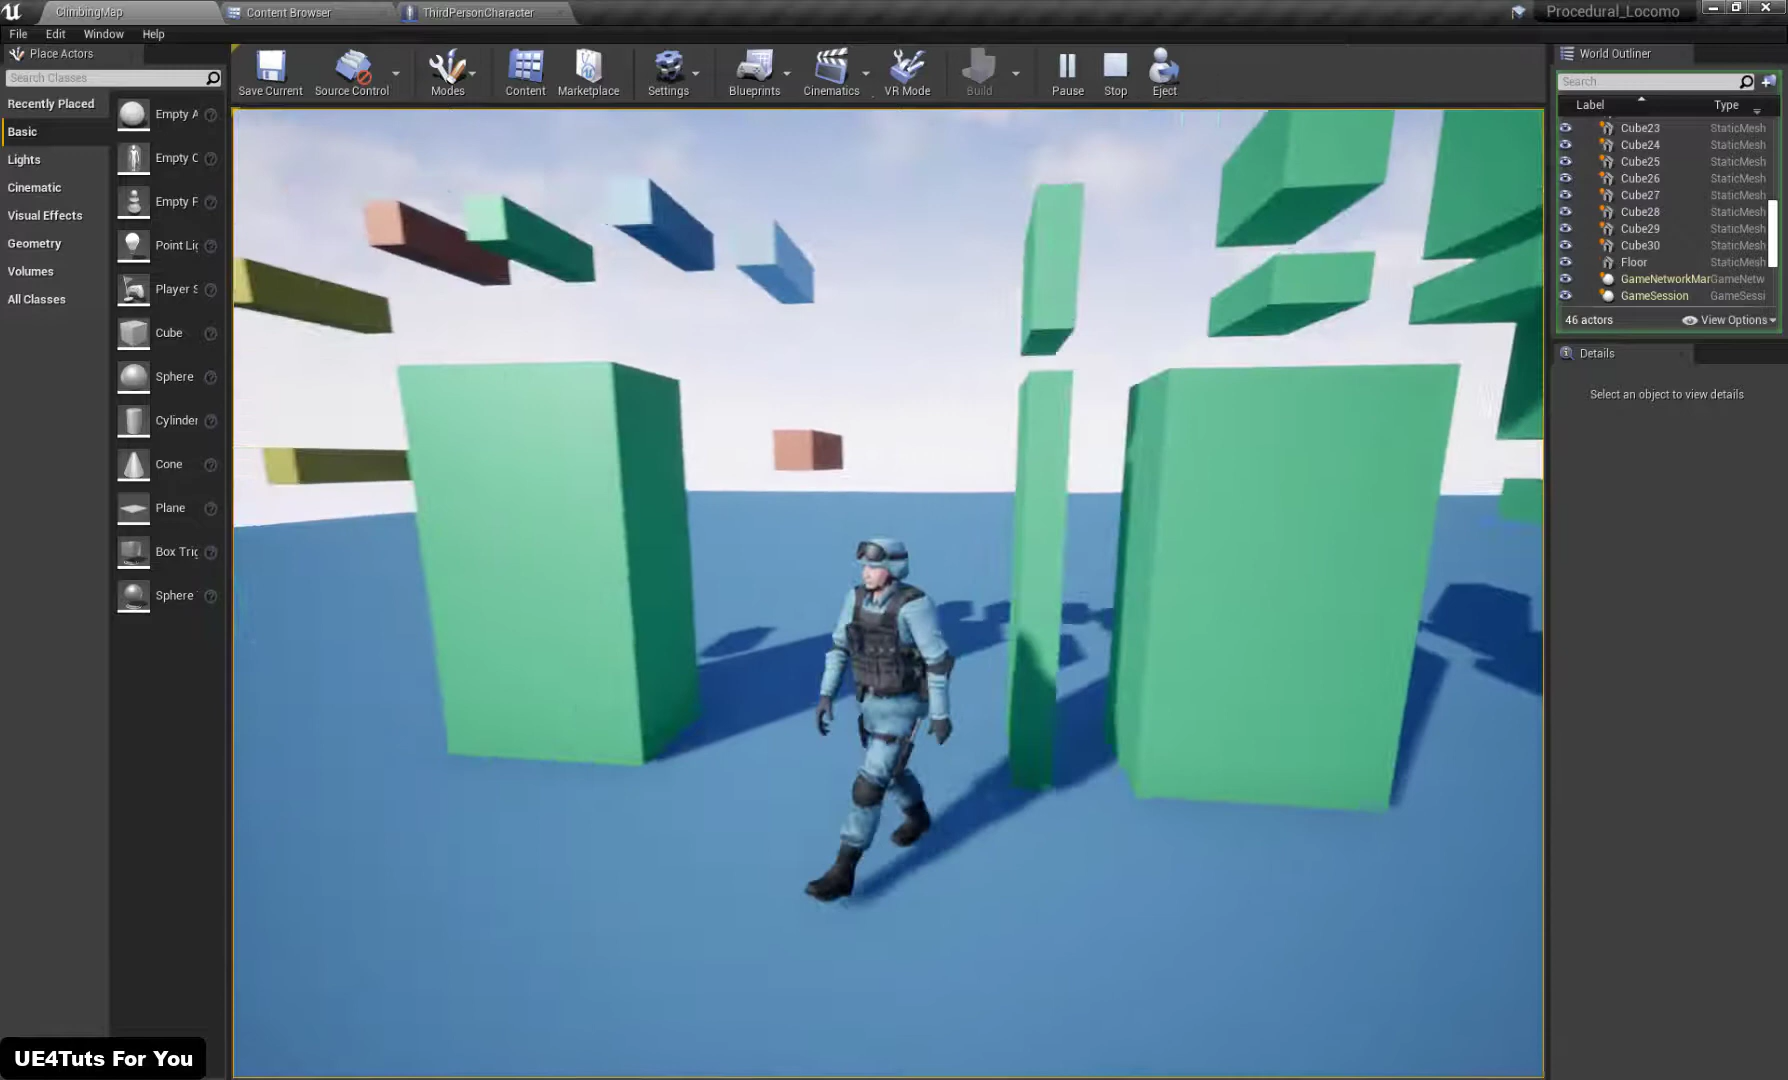 ClimbingMap
Content Browser
ThirdPersonCharacter
Procedural_Locomo
File Edit Window Help
Place Actors
Search Classes
Recently Placed
Basic
Lights
Cinematic
Visual Effects
Geometry
Volumes
All Classes
Empty A
Empty C
Empty F
Point Lic
Player S
Cube
Sphere
Cylinder
Cone
Plane
Box Tric
Sphere
Save Current
Source Control
Modes
Content
Marketplace
Settings
Blueprints
Cinematics
VR Mode
Build
Pause
Stop
Eject
World Outliner
Search
Label Type
Cube23 StaticMesh
Cube24 StaticMesh
Cube25 StaticMesh
Cube26 StaticMesh
Cube27 StaticMesh
Cube28 StaticMesh
Cube29 StaticMesh
Cube30 StaticMesh
Floor StaticMesh
GameNetworkMar GameNetw
GameSession GameSessi
46 actors View Options
Details
Select an object to view details
UE4Tuts For You